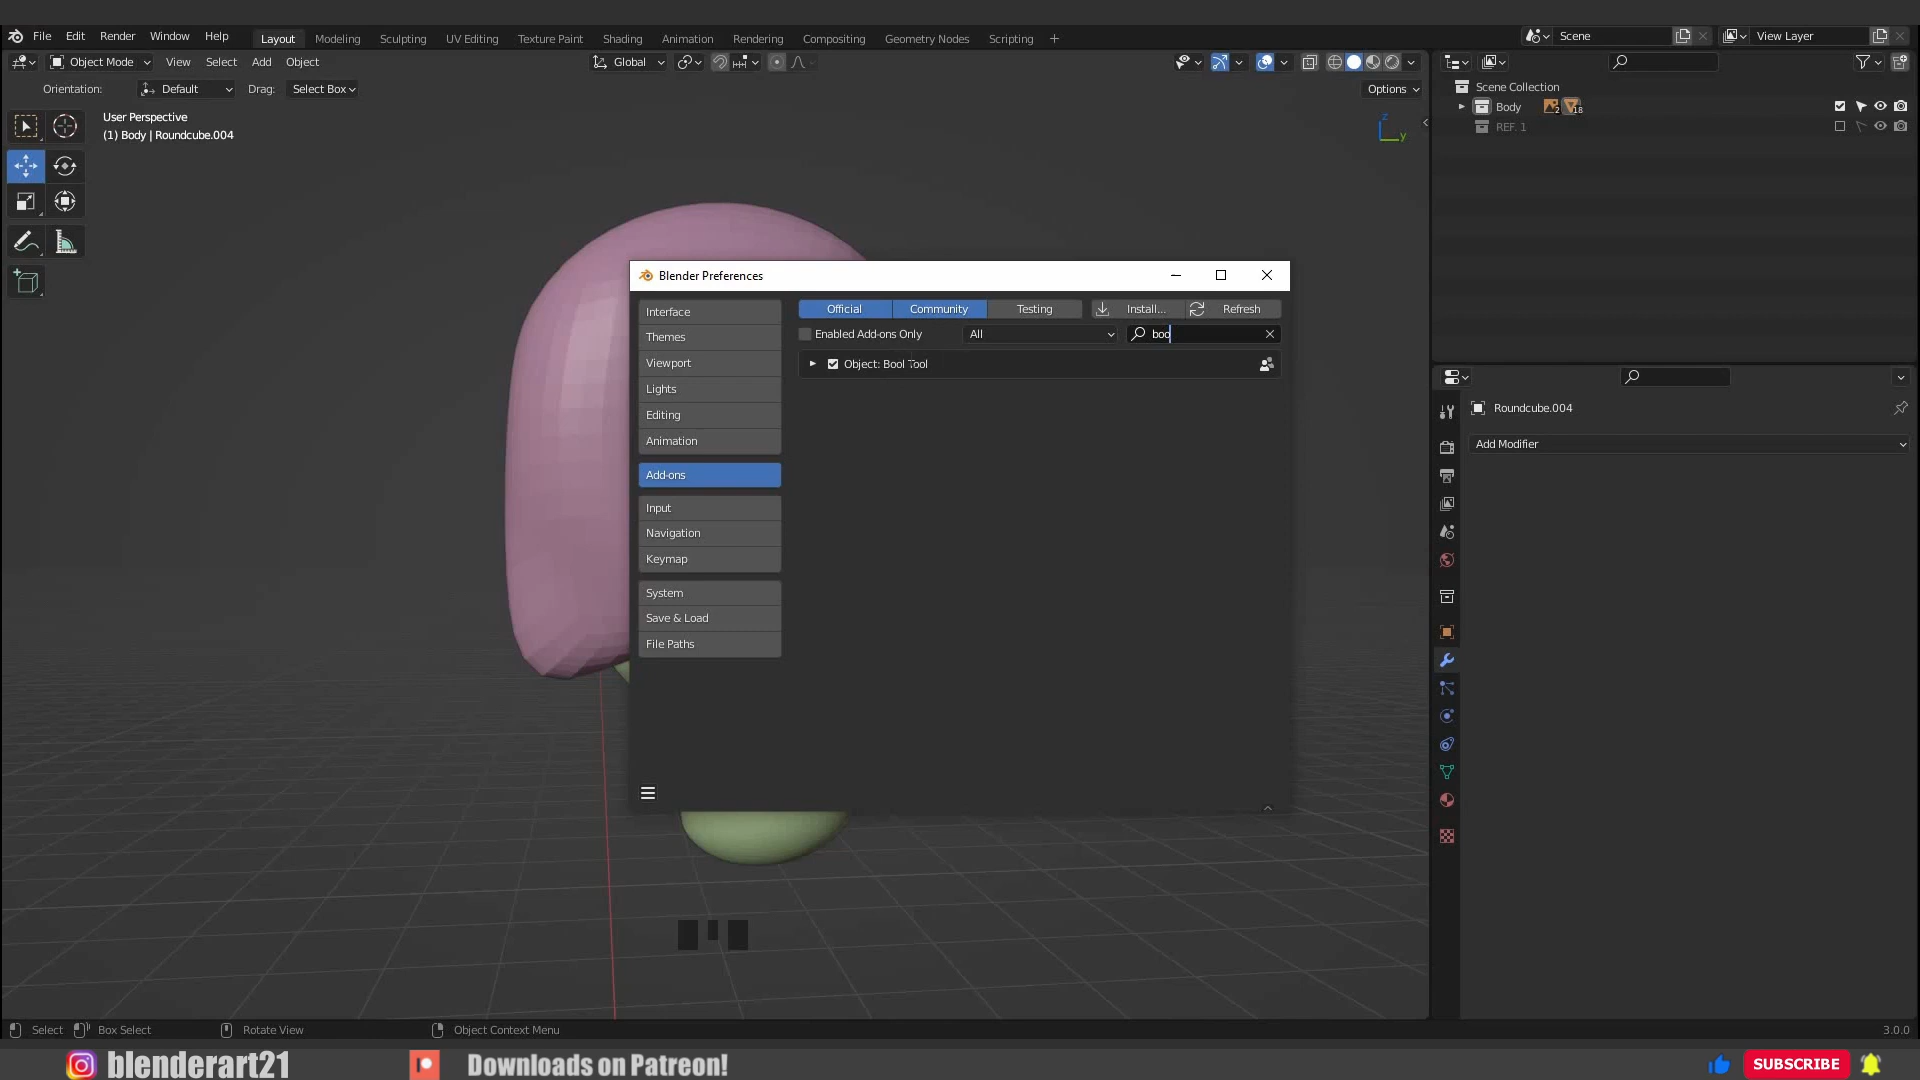 File Edit Render Window Help Layout Modeling Sculpting UV Editing Texture Paint Shading Animation Rendering Compositing Geometry Nodes Scripting + Scene View Layer
Object Mode View Select Add Object Global
Orientation: Default Drag: Select Box Options
User Perspective
(1) Body | Roundcube.004
Z
Y
Scene Collection
Body 2 18
REF. 1
Blender Preferences
Interface
Themes
Viewport
Lights
Editing
Animation
Add-ons
Input
Navigation
Keymap
System
Save & Load
File Paths
Official Community Testing Install... Refresh
Enabled Add-ons Only All boo
Object: Bool Tool
Roundcube.004
Add Modifier
Select Box Select Rotate View Object Context Menu 3.0.0
blenderart21 Downloads on Patreon! SUBSCRIBE